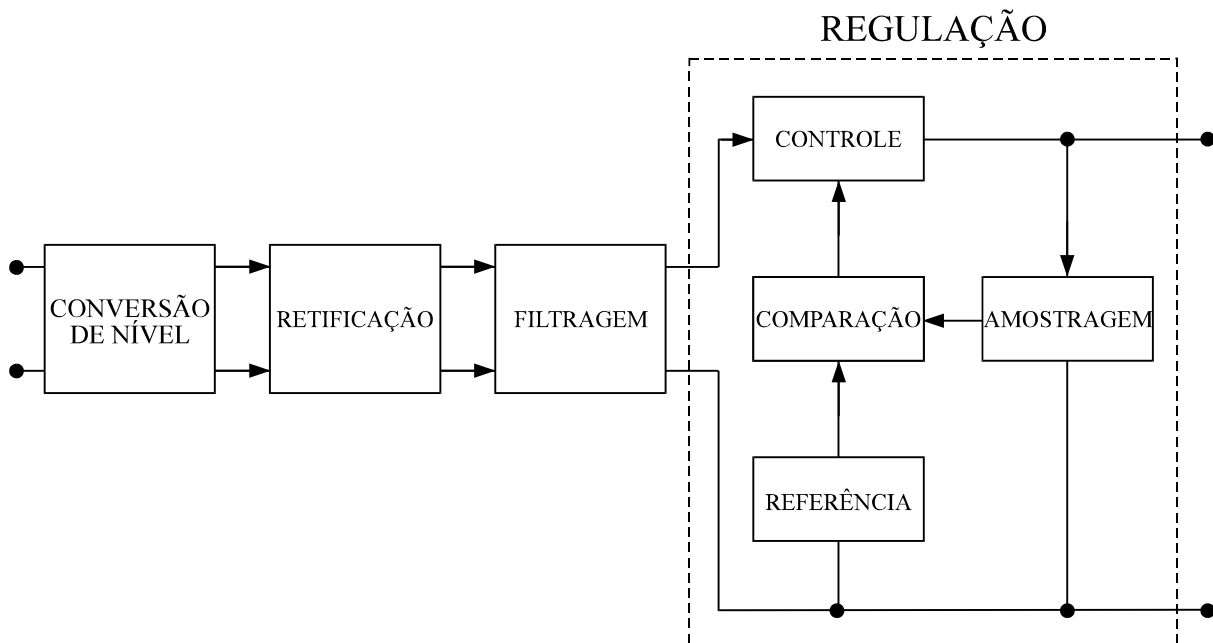 REGULAÇÃO
CONTROLE
CONVERSÃO
DE NÍVEL
RETIFICAÇÃO
FILTRAGEM
COMPARAÇÃO
AMOSTRAGEM
REFERÊNCIA